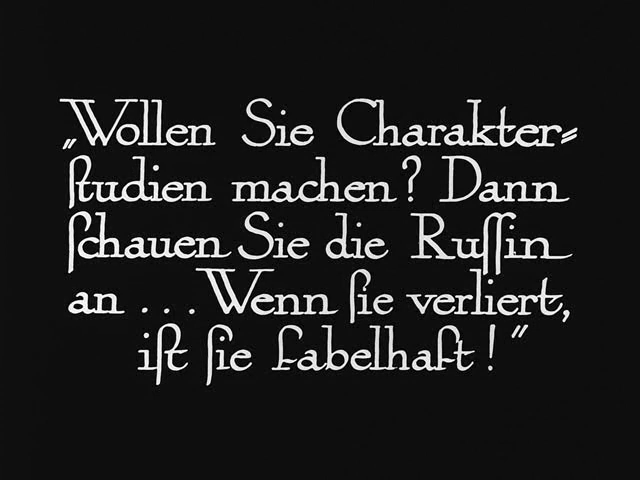 „Wollen Sie Charakter=
ſtudien machen? Dann
ſchauen Sie die Ruſſin
an ... Wenn ſie verliert,
iſt ſie fabelhaft!“